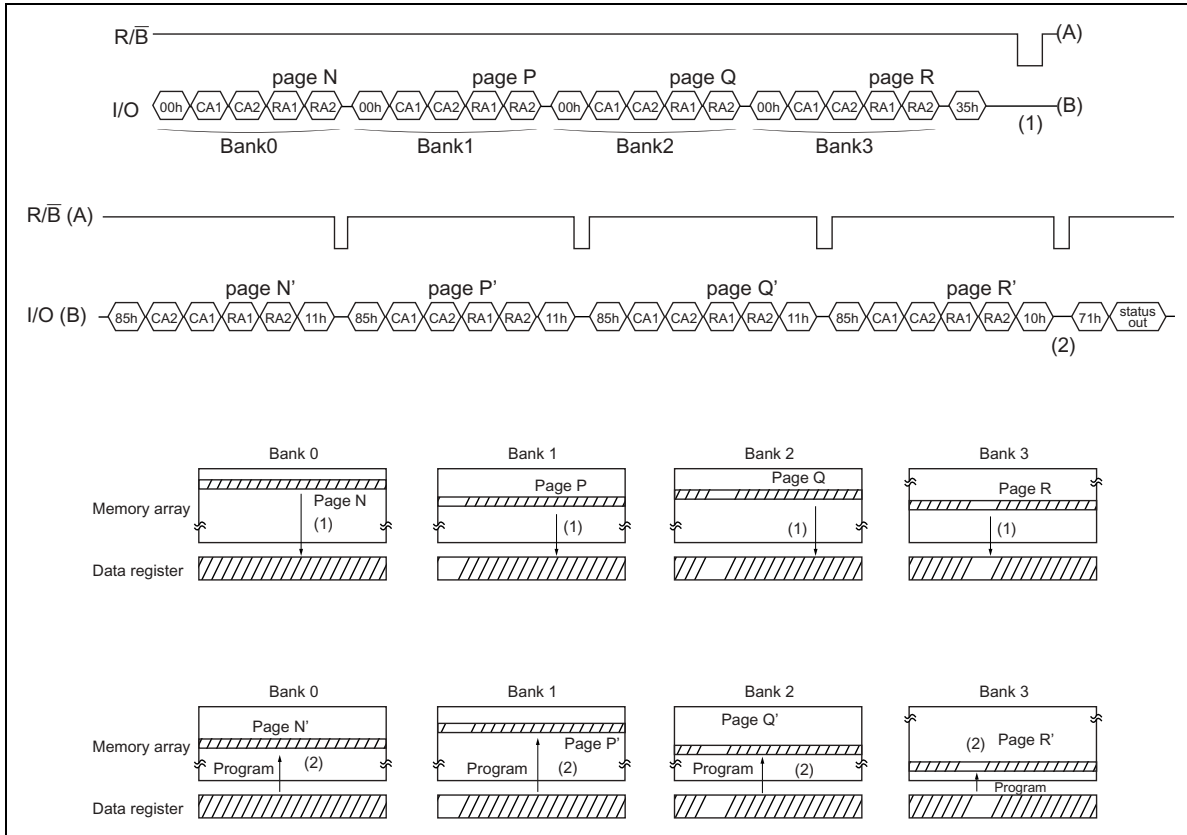 R/B (A)
page N page P page Q page R
I/O 00h CA1 CA2 RA1 RA2 00h CA1 CA2 RA1 RA2 00h CA1 CA2 RA1 RA2 00h CA1 CA2 RA1 RA2 35h (B)
(1)
Bank0 Bank1 Bank2 Bank3
R/B (A)
page N’ page P’ page Q’ page R’
I/O (B) 85h CA2 CA1 RA1 RA2 11h 85h CA1 CA2 RA1 RA2 11h 85h CA1 CA2 RA1 RA2 11h 85h CA1 CA2 RA1 RA2 10h 71h status out
(2)
Bank 0 Bank 1 Bank 2 Bank 3
Page N Page P Page Q Page R
Memory array (1) (1) (1) (1)
Data register
Bank 0 Bank 1 Bank 2 Bank 3
Page N’ Page P’ Page Q’ Page R’
Memory array (2) (2) (2) (2)
Program Program Program
Data register